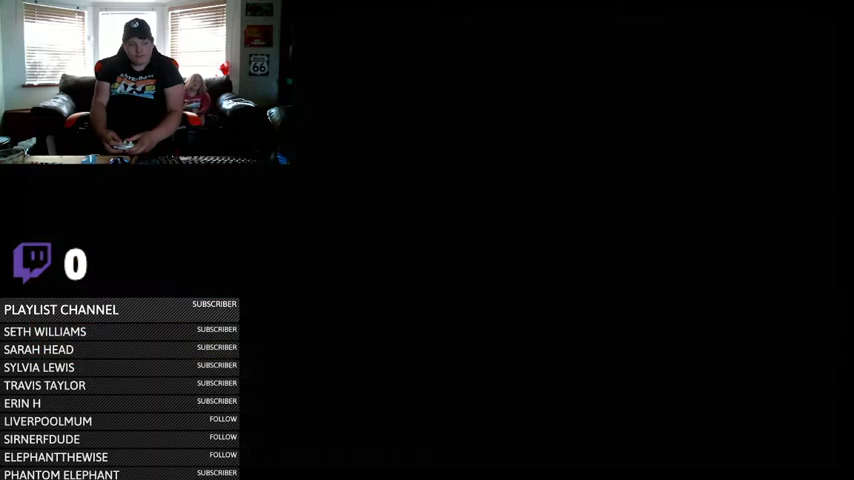 ROUTE
66
0
PLAYLIST CHANNEL SUBSCRIBER
SETH WILLIAMS SUBSCRIBER
SARAH HEAD SUBSCRIBER
SYLVIA LEWIS SUBSCRIBER
TRAVIS TAYLOR SUBSCRIBER
ERIN H SUBSCRIBER
LIVERPOOLMUM FOLLOW
SIRNERFDUDE FOLLOW
ELEPHANTTHEWISE FOLLOW
PHANTOM ELEPHANT SUBSCRIBER